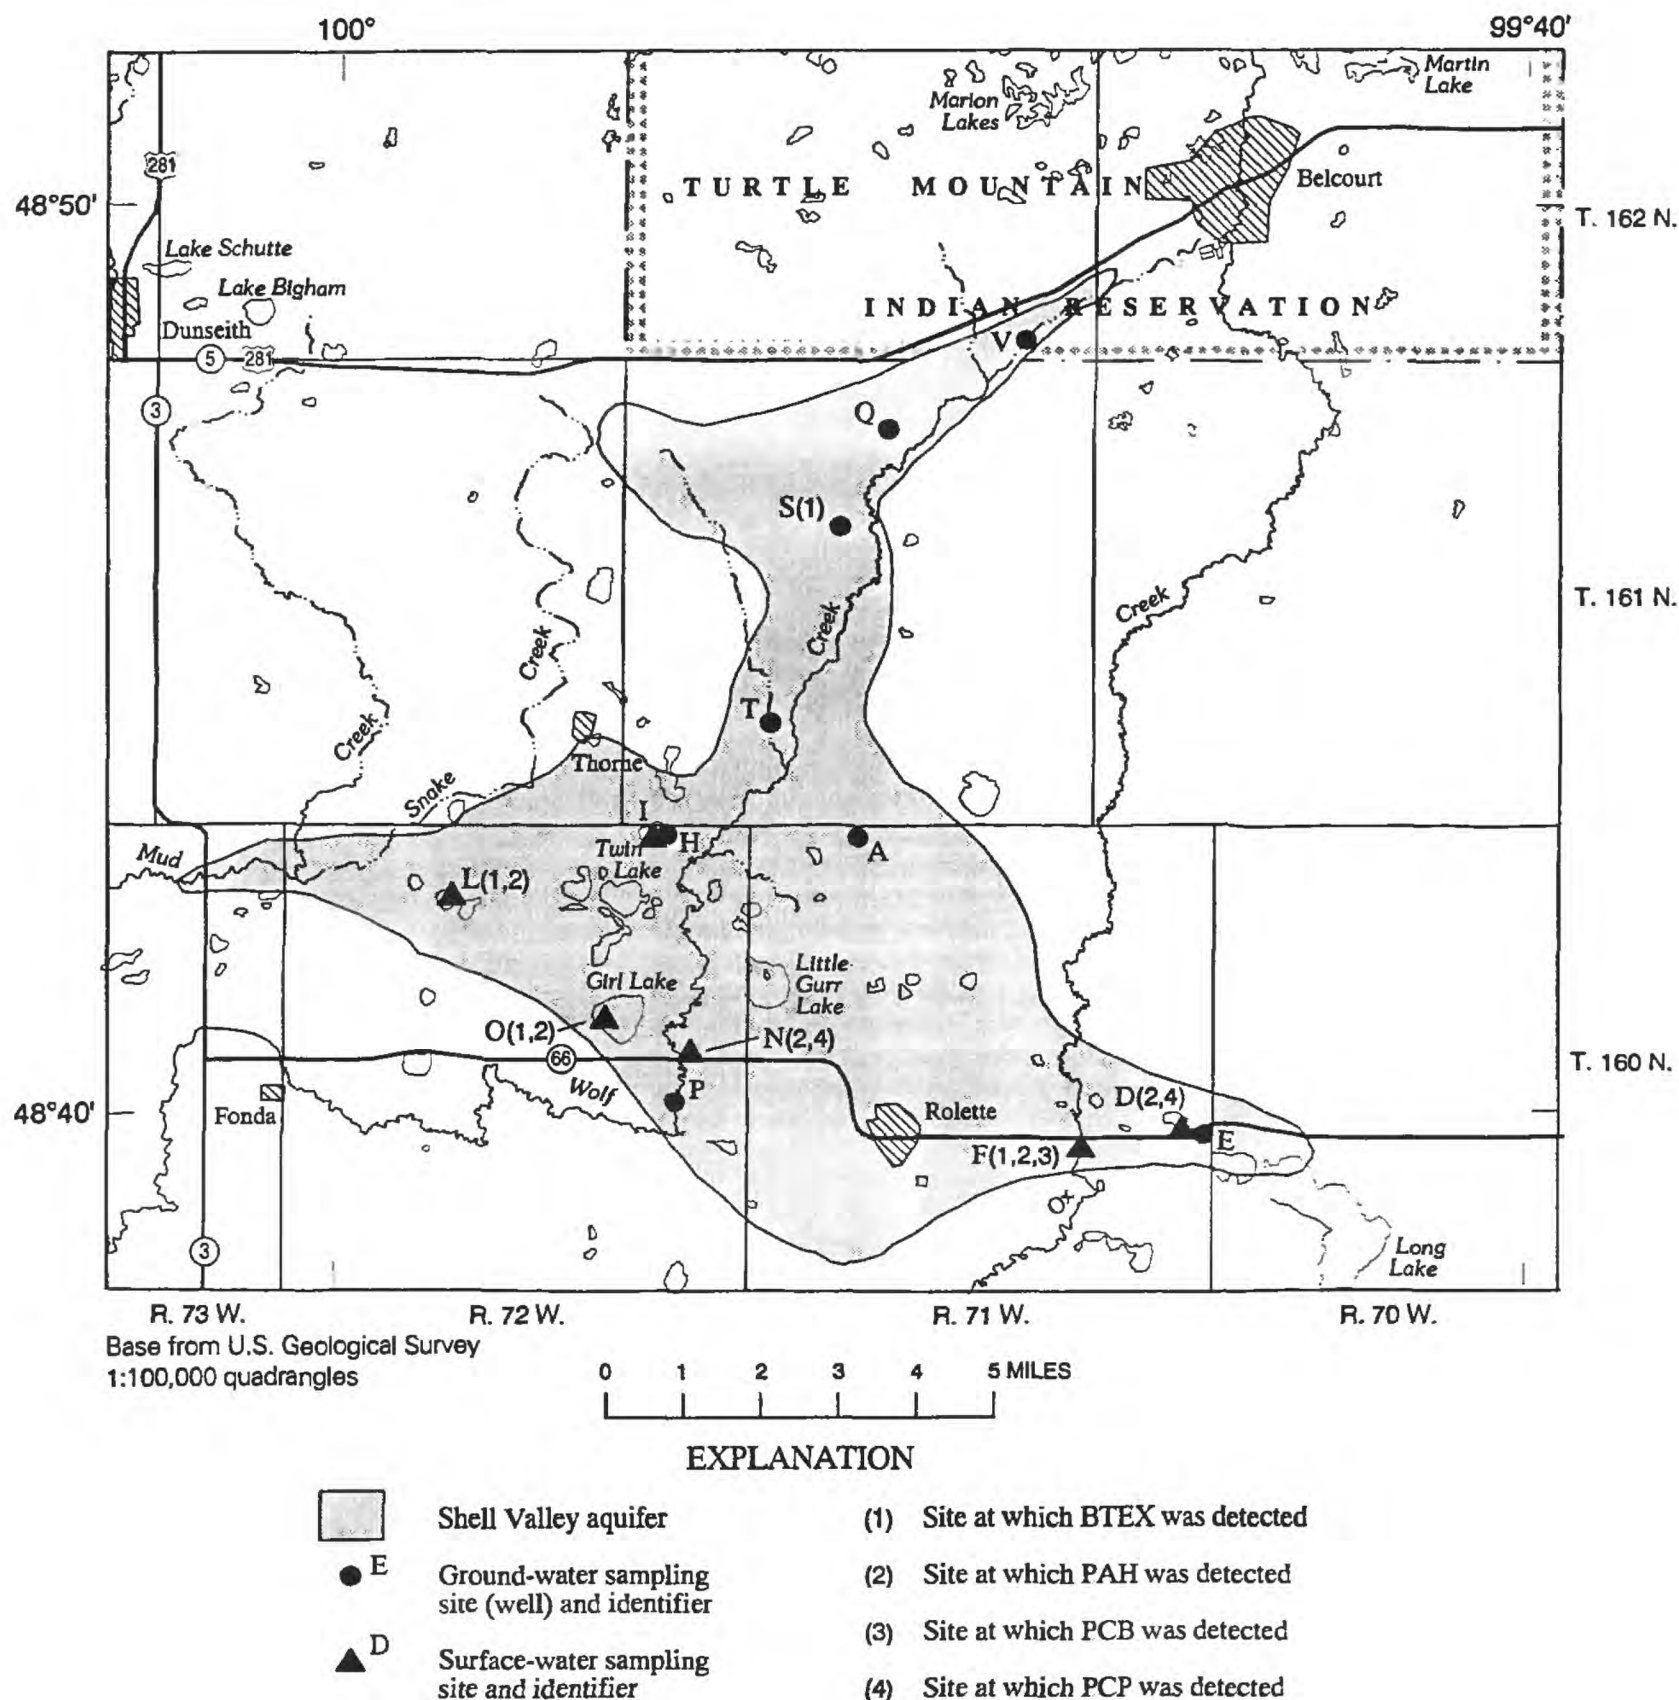 100°
99°40'
Martin
Lake
Marion
Lakes
281
TURTLE MOUNTAIN
Belcourt
48°50'
T. 162 N.
Lake Schutte
Lake Bigham
INDIAN RESERVATION
Dunseith
V
5
281
3
Q
S(1)
Creek
T. 161 N.
Creek
Creek
Creek
T
Thorne
Snake
I
H
A
Mud
Twin
Lake
L(1,2)
Little
Gurr
Lake
Girl Lake
O(1,2)
N(2,4)
66
T. 160 N.
Wolf
P
D(2,4)
Rolette
48°40'
Fonda
E
F(1,2,3)
Ox
3
Long
Lake
R. 73 W.
R. 72 W.
R. 71 W.
R. 70 W.
Base from U.S. Geological Survey
1:100,000 quadrangles
0 1 2 3 4 5 MILES
EXPLANATION
Shell Valley aquifer
E
Ground-water sampling
site (well) and identifier
D
Surface-water sampling
site and identifier
(1) Site at which BTEX was detected
(2) Site at which PAH was detected
(3) Site at which PCB was detected
(4) Site at which PCP was detected